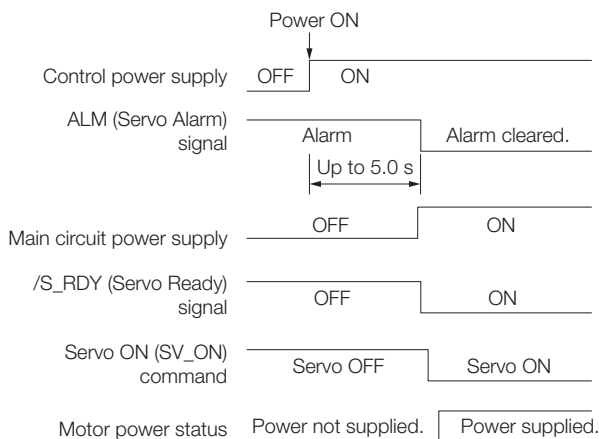 Power ON
Control power supply OFF ON
ALM (Servo Alarm)
signal
Alarm Alarm cleared.
Up to 5.0 s
Main circuit power supply OFF ON
/S_RDY (Servo Ready)
signal
OFF ON
Servo ON (SV_ON)
command
Servo OFF Servo ON
Motor power status Power not supplied. Power supplied.